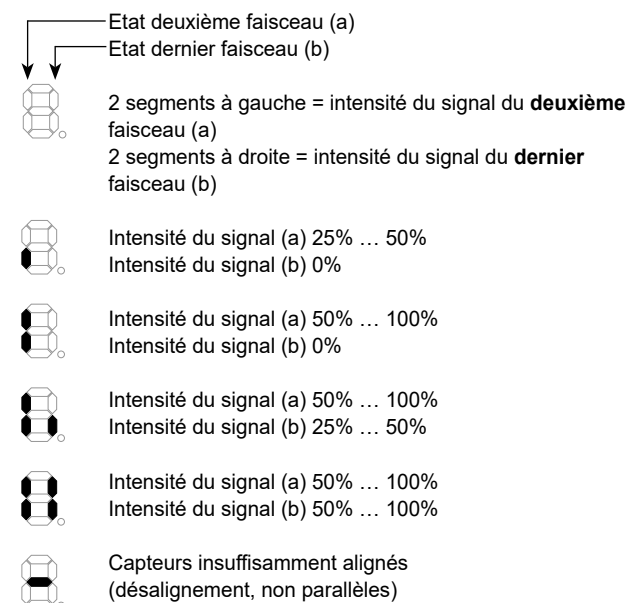 Etat deuxième faisceau (a)
Etat dernier faisceau (b)
2 segments à gauche = intensité du signal du deuxième
faisceau (a)
2 segments à droite = intensité du signal du dernier
faisceau (b)
Intensité du signal (a) 25% … 50%
Intensité du signal (b) 0%
Intensité du signal (a) 50% … 100%
Intensité du signal (b) 0%
Intensité du signal (a) 50% … 100%
Intensité du signal (b) 25% … 50%
Intensité du signal (a) 50% … 100%
Intensité du signal (b) 50% … 100%
Capteurs insuffisamment alignés
(désalignement, non parallèles)